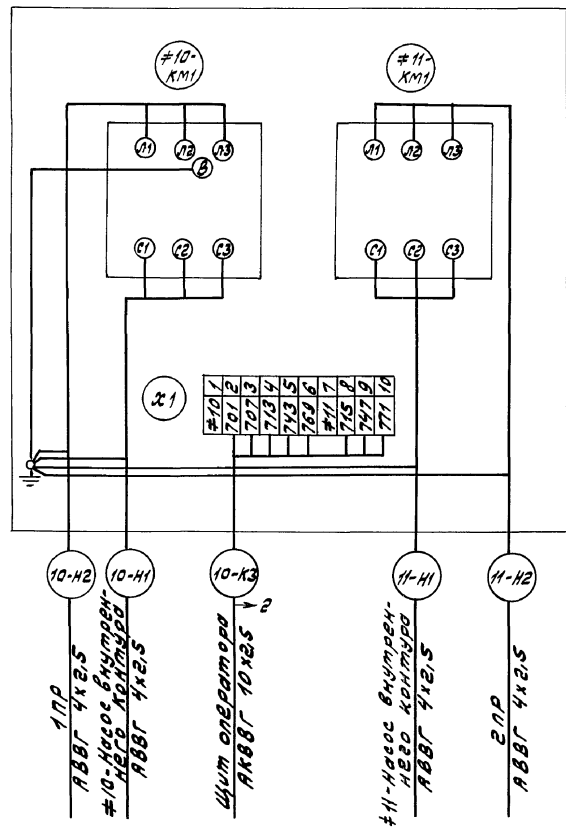 #10-
КМ1
#11-
КМ1
Л1 Л2 Л3
В
С1 С2 С3
Л1 Л2 Л3
С1 С2 С3
Х1
#10 1
701 2
707 3
713 4
743 5
769 6
#11 7
715 8
747 9
771 10
10-Н2
10-Н1
10-К3
11-Н1
11-Н2
2
1ПР
АВВГ 4х2,5
#10-Насос внутрен-
него контура
АВВГ 4х2,5
Щит оператора
АКВВГ 10х2,5
#11-Насос внутрен-
него контура
АВВГ 4х2,5
2ПР
АВВГ 4х2,5